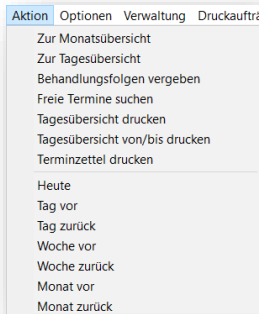 Aktion Optionen Verwaltung Druckaufträ
Zur Monatsübersicht
Zur Tagesübersicht
Behandlungsfolgen vergeben
Freie Termine suchen
Tagesübersicht drucken
Tagesübersicht von/bis drucken
Terminzettel drucken
Heute
Tag vor
Tag zurück
Woche vor
Woche zurück
Monat vor
Monat zurück